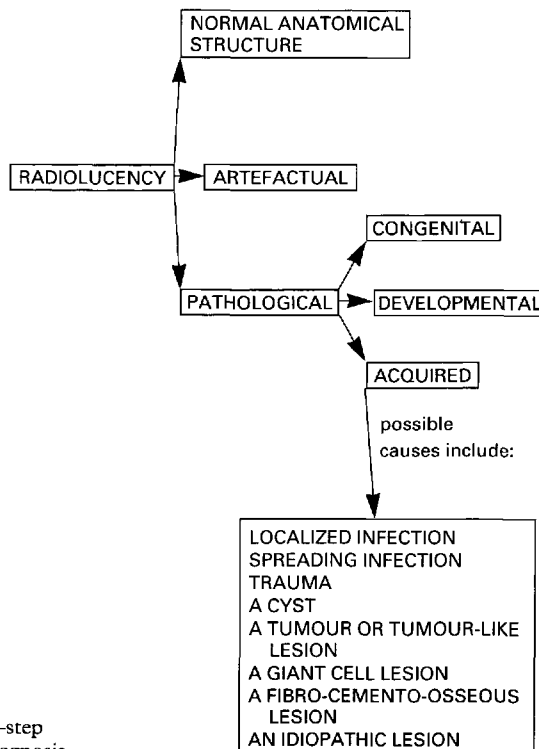 NORMAL ANATOMICAL
STRUCTURE
RADIOLUCENCY
ARTEFACTUAL
CONGENITAL
PATHOLOGICAL
DEVELOPMENTAL
ACQUIRED
possible
causes include:
LOCALIZED INFECTION
SPREADING INFECTION
TRAUMA
A CYST
A TUMOUR OR TUMOUR-LIKE
LESION
A GIANT CELL LESION
A FIBRO-CEMENTO-OSSEOUS
LESION
AN IDIOPATHIC LESION
-step